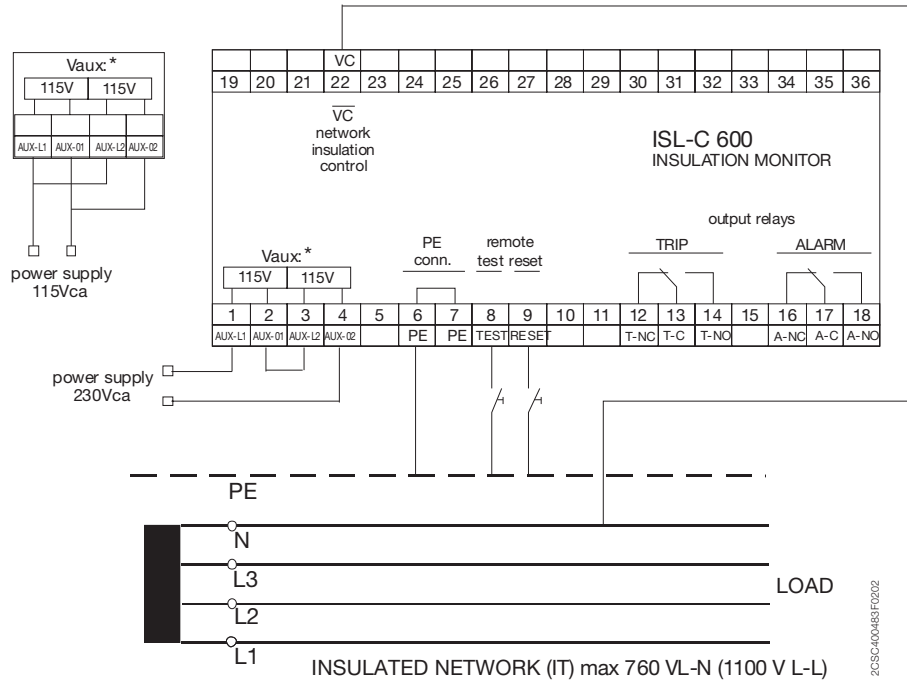 VC
19 20 21 22 23 24 25 26 27 28 29 30 31 32 33 34 35 36
Vaux:*
115V 115V
AUX-L1 AUX-01 AUX-L2 AUX-02
power supply
115Vca
VC
network
insulation
control
ISL-C 600
INSULATION MONITOR
output relays
TRIP ALARM
PE
conn.
remote
test reset
Vaux:*
115V 115V
1 2 3 4 5 6 7 8 9 10 11 12 13 14 15 16 17 18
AUX-L1 AUX-01 AUX-L2 AUX-02 PE PE TEST RESET T-NC T-C T-NO A-NC A-C A-NO
power supply
230Vca
PE
N
L3
L2
L1
LOAD
INSULATED NETWORK (IT) max 760 VL-N (1100 V L-L)
2CSC400483F0202